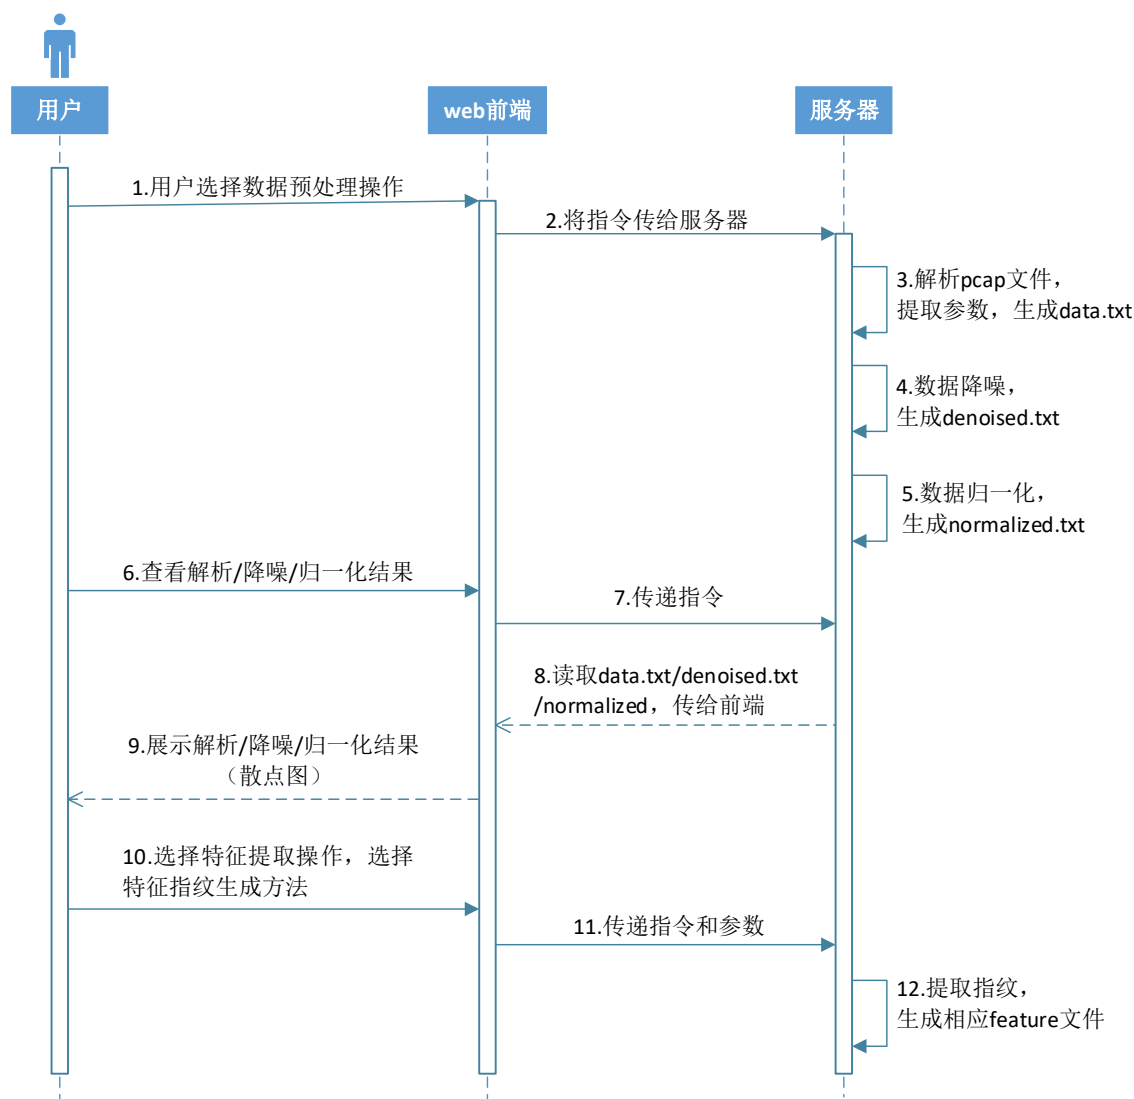 用户
web前端
服务器
1.用户选择数据预处理操作
2.将指令传给服务器
3.解析pcap文件，
提取参数，生成data.txt
4.数据降噪，
生成denoised.txt
5.数据归一化，
生成normalized.txt
6.查看解析/降噪/归一化结果
7.传递指令
8.读取data.txt/denoised.txt
/normalized，传给前端
9.展示解析/降噪/归一化结果
（散点图）
10.选择特征提取操作，选择
特征指纹生成方法
11.传递指令和参数
12.提取指纹，
生成相应feature文件